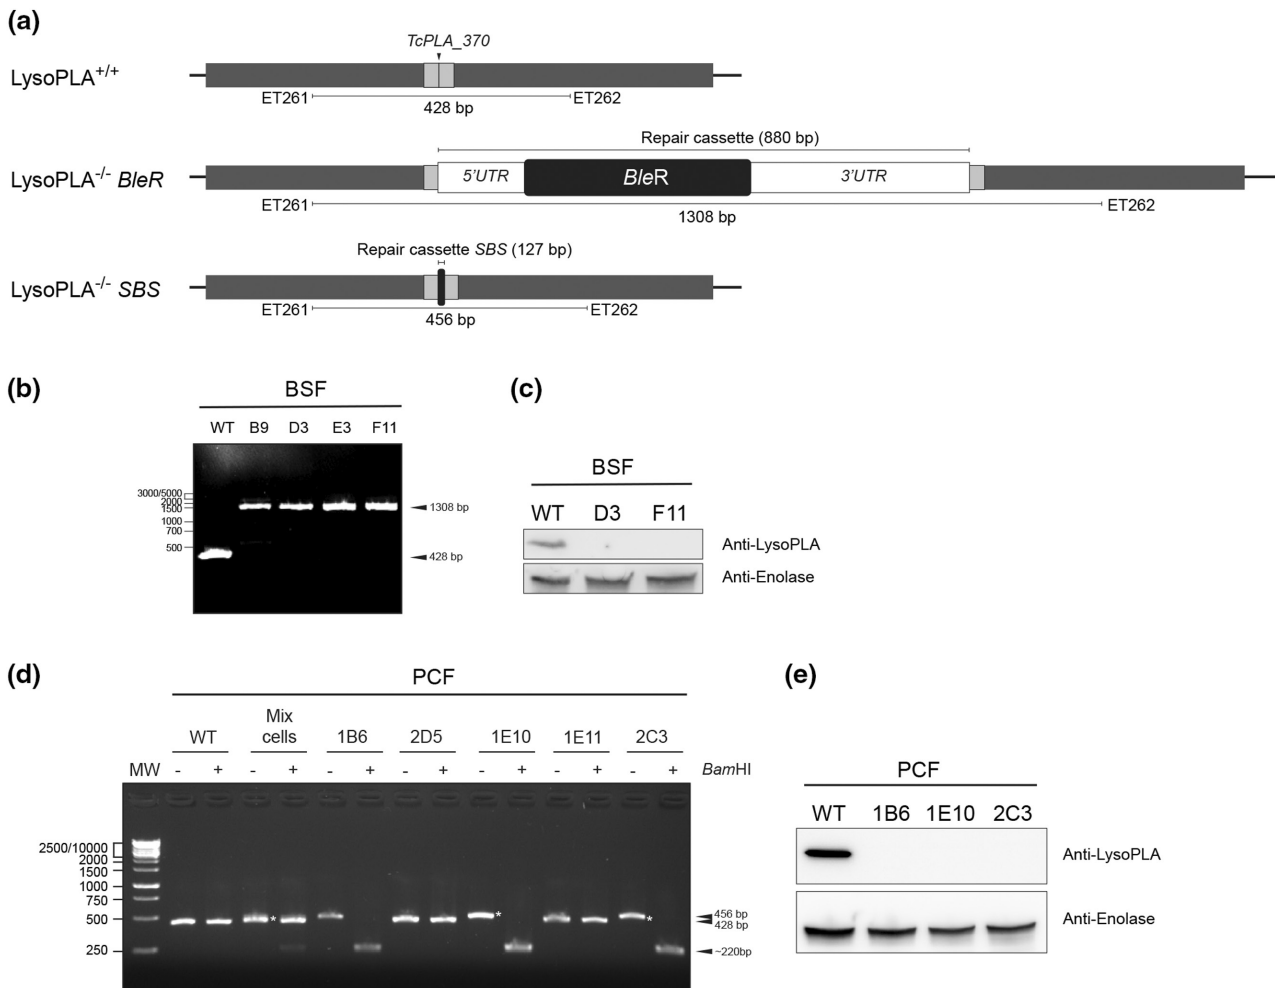 (a)
TcPLA_370
LysoPLA+/+
ET261
ET262
428 bp
Repair cassette (880 bp)
LysoPLA-/- BleR
5'UTR
BleR
3'UTR
ET261
ET262
1308 bp
Repair cassette SBS (127 bp)
LysoPLA-/- SBS
ET261
ET262
456 bp
(b)
BSF
WT B9 D3 E3 F11
3000/5000
2000
1500
1000
700
500
1308 bp
428 bp
(c)
BSF
WT D3 F11
Anti-LysoPLA
Anti-Enolase
(d)
PCF
WT Mix cells 1B6 2D5 1E10 1E11 2C3
MW - + - + - + - + - + - + - + BamHI
2500/10000
2000
1500
1000
750
500
250
* * *
456 bp
428 bp
~220bp
(e)
PCF
WT 1B6 1E10 2C3
Anti-LysoPLA
Anti-Enolase